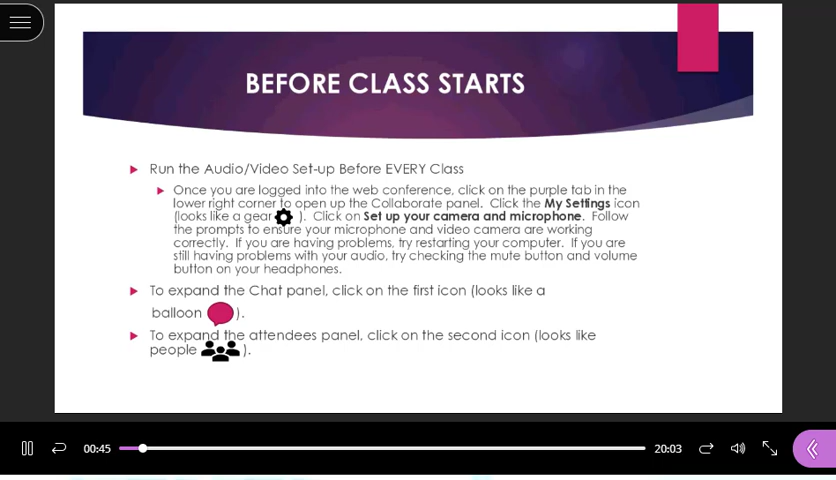 BEFORE CLASS STARTS
Run the Audio/Video Set-up Before EVERY Class
Once you are logged into the web conference, click on the purple tab in the
lower right corner to open up the Collaborate panel. Click the My Settings icon
(looks like a gear ). Click on Set up your camera and microphone. Follow
the prompts to ensure your microphone and video camera are working
correctly. If you are having problems, try restarting your computer. If you are
still having problems with your audio, try checking the mute button and volume
button on your headphones.
To expand the Chat panel, click on the first icon (looks like a
balloon ).
To expand the attendees panel, click on the second icon (looks like
people ).
00:45 20:03